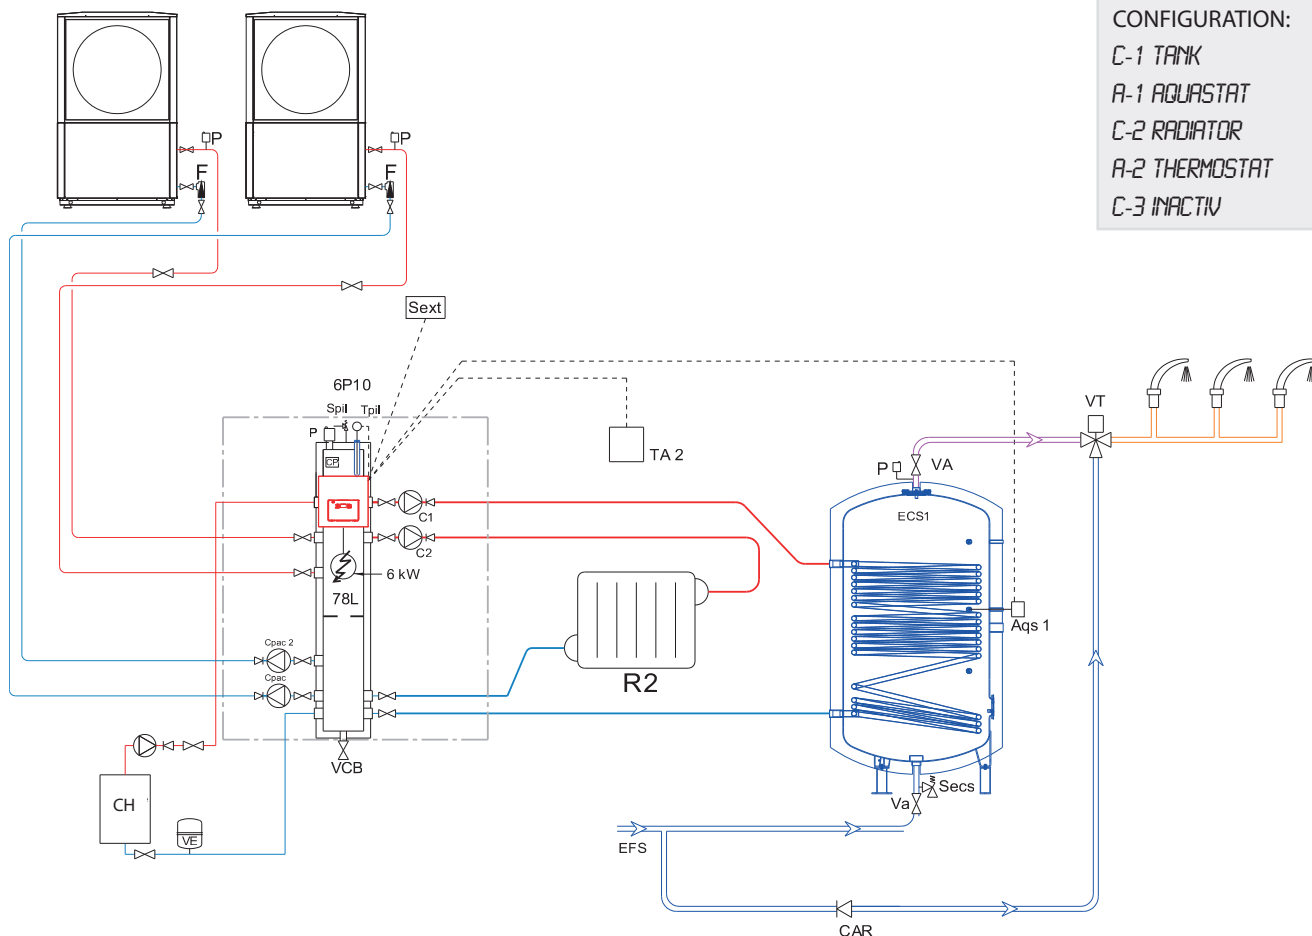 CONFIGURATION:
C-1 TANK
A-1 AQUASTAT
C-2 RADIATOR
A-2 THERMOSTAT
C-3 INACTIV
P
P
F
F
Sext
6P10
Spil
Tpil
P
CP
TA 2
C1
C2
6 kW
78L
Cpac 2
Cpac
R2
VCB
CH
VE
VT
VA
P
ECS1
Aqs 1
Secs
Va
EFS
CAR